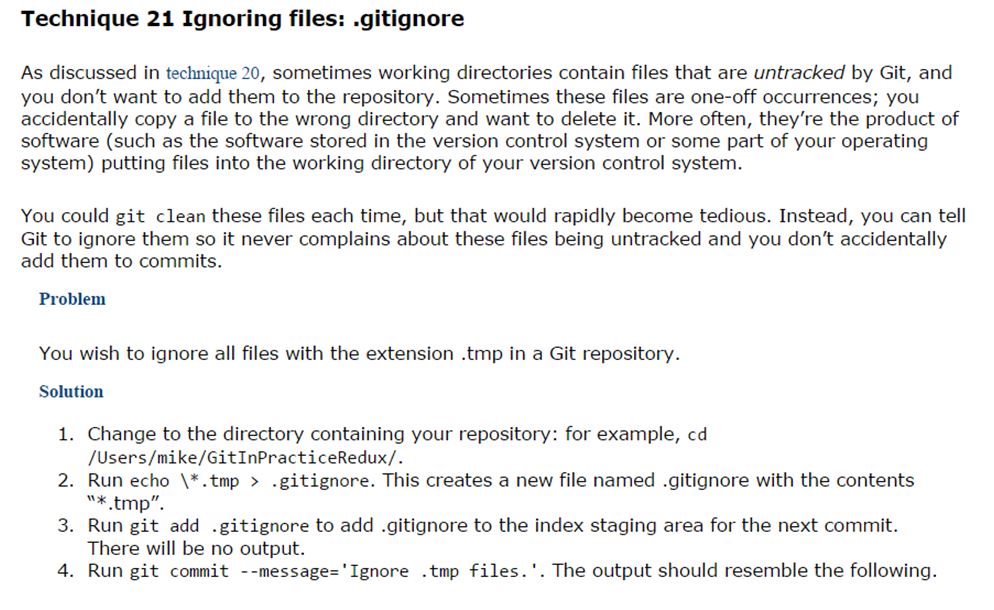 Technique 21 Ignoring files: .gitignore
As discussed in technique 20, sometimes working directories contain files that are untracked by Git, and
you don’t want to add them to the repository. Sometimes these files are one-off occurrences; you
accidentally copy a file to the wrong directory and want to delete it. More often, they’re the product of
software (such as the software stored in the version control system or some part of your operating
system) putting files into the working directory of your version control system.
You could git clean these files each time, but that would rapidly become tedious. Instead, you can tell
Git to ignore them so it never complains about these files being untracked and you don’t accidentally
add them to commits.
Problem
You wish to ignore all files with the extension .tmp in a Git repository.
Solution
1. Change to the directory containing your repository: for example, cd
/Users/mike/GitInPracticeRedux/.
2. Run echo \*.tmp > .gitignore. This creates a new file named .gitignore with the contents
“*.tmp”.
3. Run git add .gitignore to add .gitignore to the index staging area for the next commit.
There will be no output.
4. Run git commit --message='Ignore .tmp files.'. The output should resemble the following.